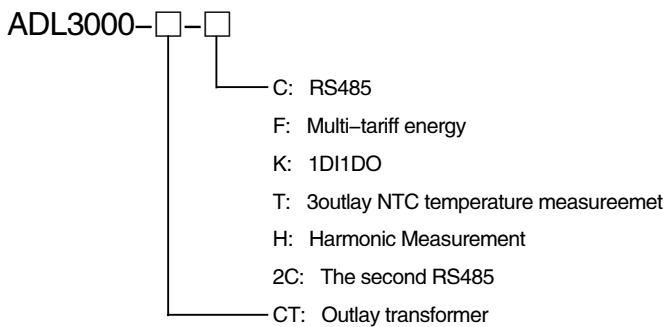 ADL3000–□–□
C: RS485
F: Multi–tariff energy
K: 1DI1DO
T: 3outlay NTC temperature measureemet
H: Harmonic Measurement
2C: The second RS485
CT: Outlay transformer